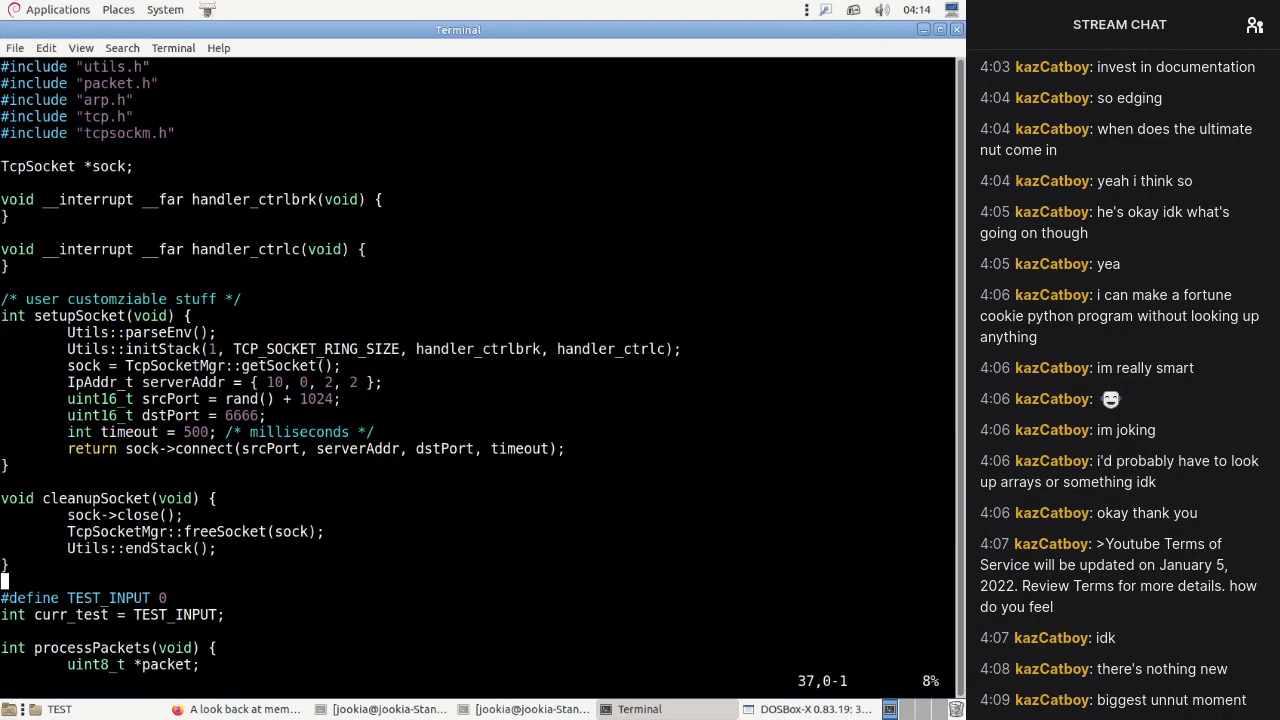 Applications Places System 04:14
Terminal
File Edit View Search Terminal Help
#include "utils.h"
#include "packet.h"
#include "arp.h"
#include "tcp.h"
#include "tcpsockm.h"
TcpSocket *sock;
void __interrupt __far handler_ctrlbrk(void) {
}
void __interrupt __far handler_ctrlc(void) {
}
/* user customziable stuff */
int setupSocket(void) {
Utils::parseEnv();
Utils::initStack(1, TCP_SOCKET_RING_SIZE, handler_ctrlbrk, handler_ctrlc);
sock = TcpSocketMgr::getSocket();
IpAddr_t serverAddr = { 10, 0, 2, 2 };
uint16_t srcPort = rand() + 1024;
uint16_t dstPort = 6666;
int timeout = 500; /* milliseconds */
return sock->connect(srcPort, serverAddr, dstPort, timeout);
}
void cleanupSocket(void) {
sock->close();
TcpSocketMgr::freeSocket(sock);
Utils::endStack();
}
#define TEST_INPUT 0
int curr_test = TEST_INPUT;
int processPackets(void) {
uint8_t *packet;
37,0-1 8%
TEST A look back at mem... [jookia@jookia-Stan... [jookia@jookia-Stan... Terminal DOSBox-X 0.83.19: 3...
STREAM CHAT
4:03 kazCatboy: invest in documentation
4:04 kazCatboy: so edging
4:04 kazCatboy: when does the ultimate
nut come in
4:04 kazCatboy: yeah i think so
4:05 kazCatboy: he's okay idk what's
going on though
4:05 kazCatboy: yea
4:06 kazCatboy: i can make a fortune
cookie python program without looking up
anything
4:06 kazCatboy: im really smart
4:06 kazCatboy:
4:06 kazCatboy: im joking
4:06 kazCatboy: i'd probably have to look
up arrays or something idk
4:06 kazCatboy: okay thank you
4:07 kazCatboy: >Youtube Terms of
Service will be updated on January 5,
2022. Review Terms for more details. how
do you feel
4:07 kazCatboy: idk
4:08 kazCatboy: there's nothing new
4:09 kazCatboy: biggest unnut moment